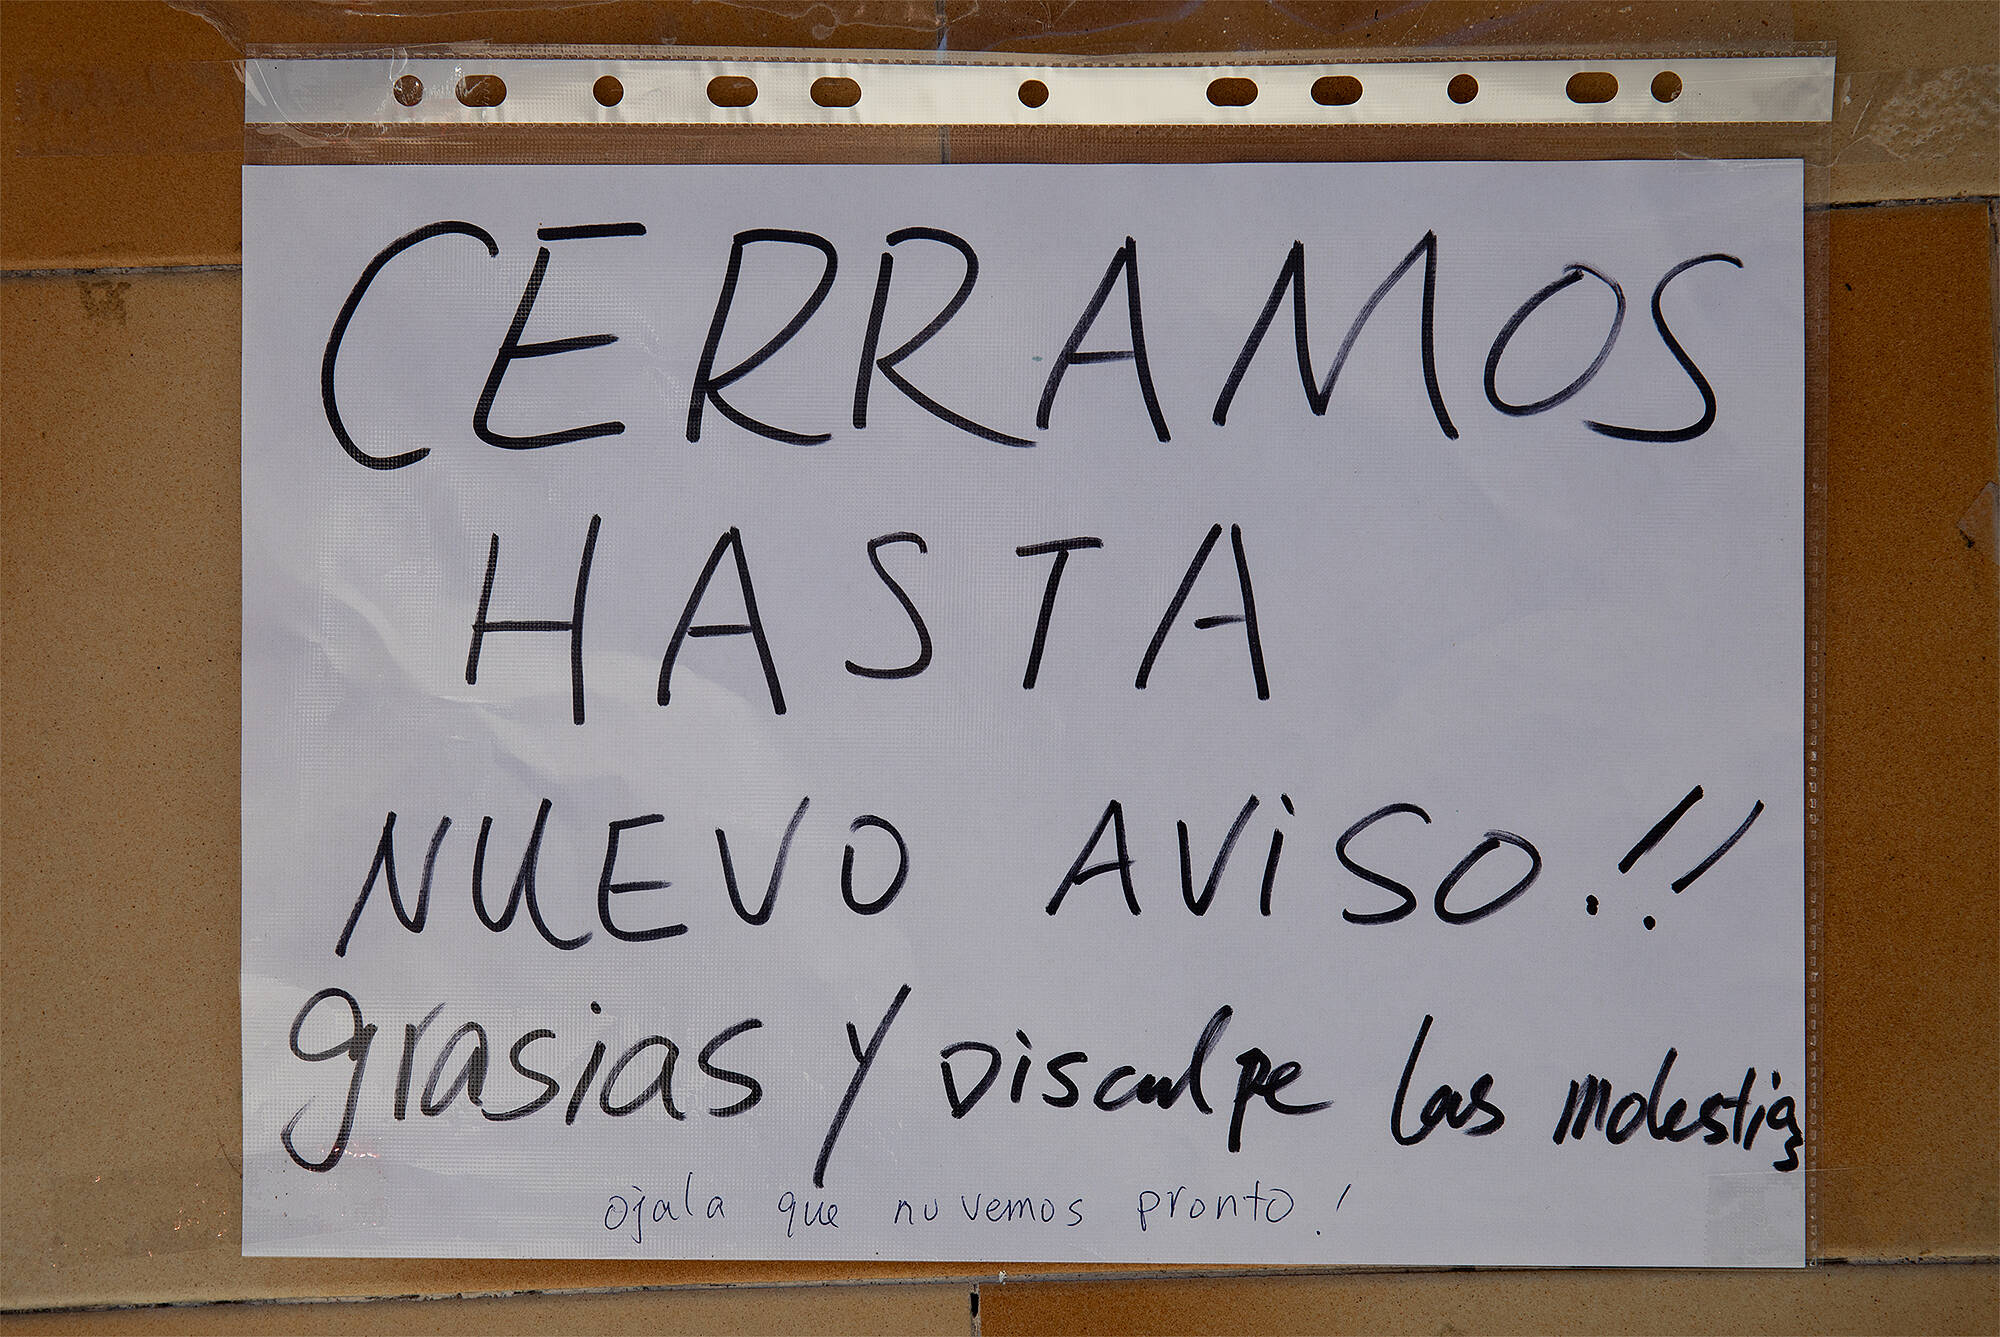 CERRAMOS
HASTA
NUEVO AVISO!!
grasias y Disculpe las molestias
ojala que nu vemos pronto!